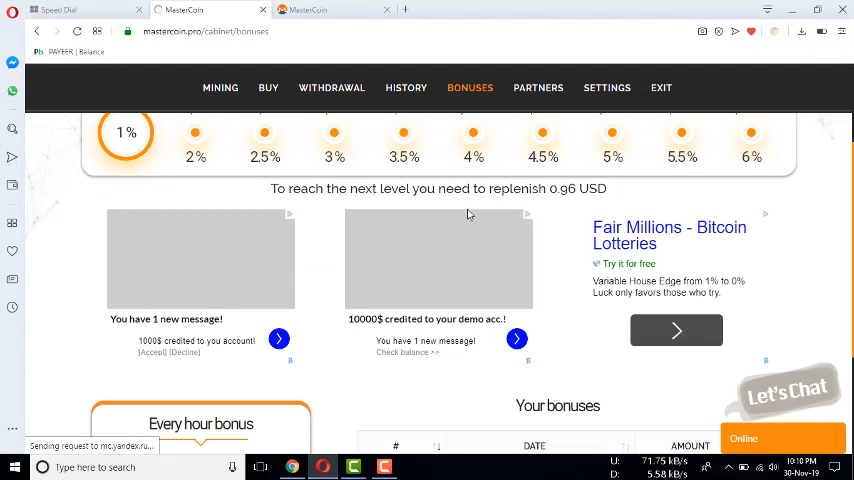 Speed Dial
MasterCoin
MasterCoin
mastercoin.pro/cabinet/bonuses
Pb PAYEER | Balance
MINING BUY WITHDRAWAL HISTORY BONUSES PARTNERS SETTINGS EXIT
1 %
2 % 2.5 % 3 % 3.5 % 4 % 4.5 % 5 % 5.5 % 6 %
To reach the next level you need to replenish 0.96 USD
You have 1 new message!
1000$ credited to you account!
[Accept] [Decline]
B
10000$ credited to your demo acc.!
You have 1 new message!
Check balance >>
B
Fair Millions - Bitcoin
Lotteries
Try it for free
Variable House Edge from 1% to 0%
Luck only favors those who try.
B
Let's Chat
Online
Every hour bonus
Your bonuses
# DATE AMOUNT
Sending request to mc.yandex.ru...
Type here to search
U: 71.75 kB/s
D: 5.58 kB/s
10:10 PM
30-Nov-19